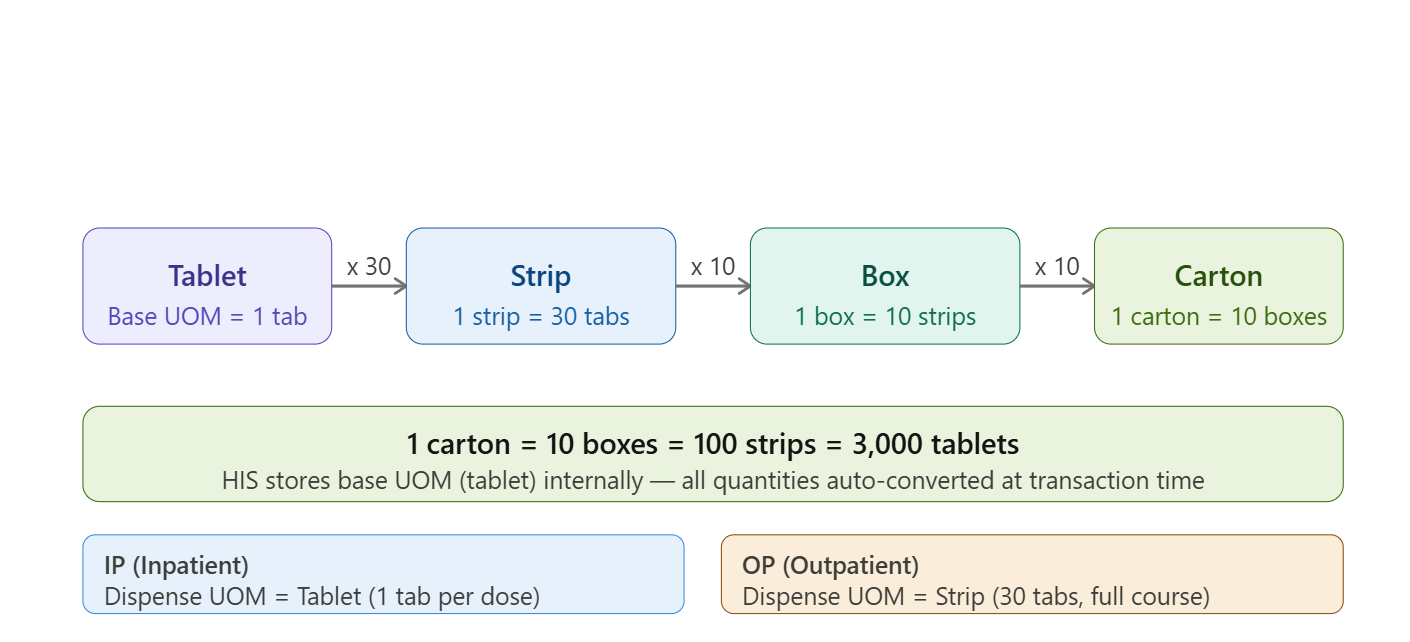 Tablet
Base UOM = 1 tab
x 30
Strip
1 strip = 30 tabs
x 10
Box
1 box = 10 strips
x 10
Carton
1 carton = 10 boxes
1 carton = 10 boxes = 100 strips = 3,000 tablets
HIS stores base UOM (tablet) internally — all quantities auto-converted at transaction time
IP (Inpatient)
Dispense UOM = Tablet (1 tab per dose)
OP (Outpatient)
Dispense UOM = Strip (30 tabs, full course)